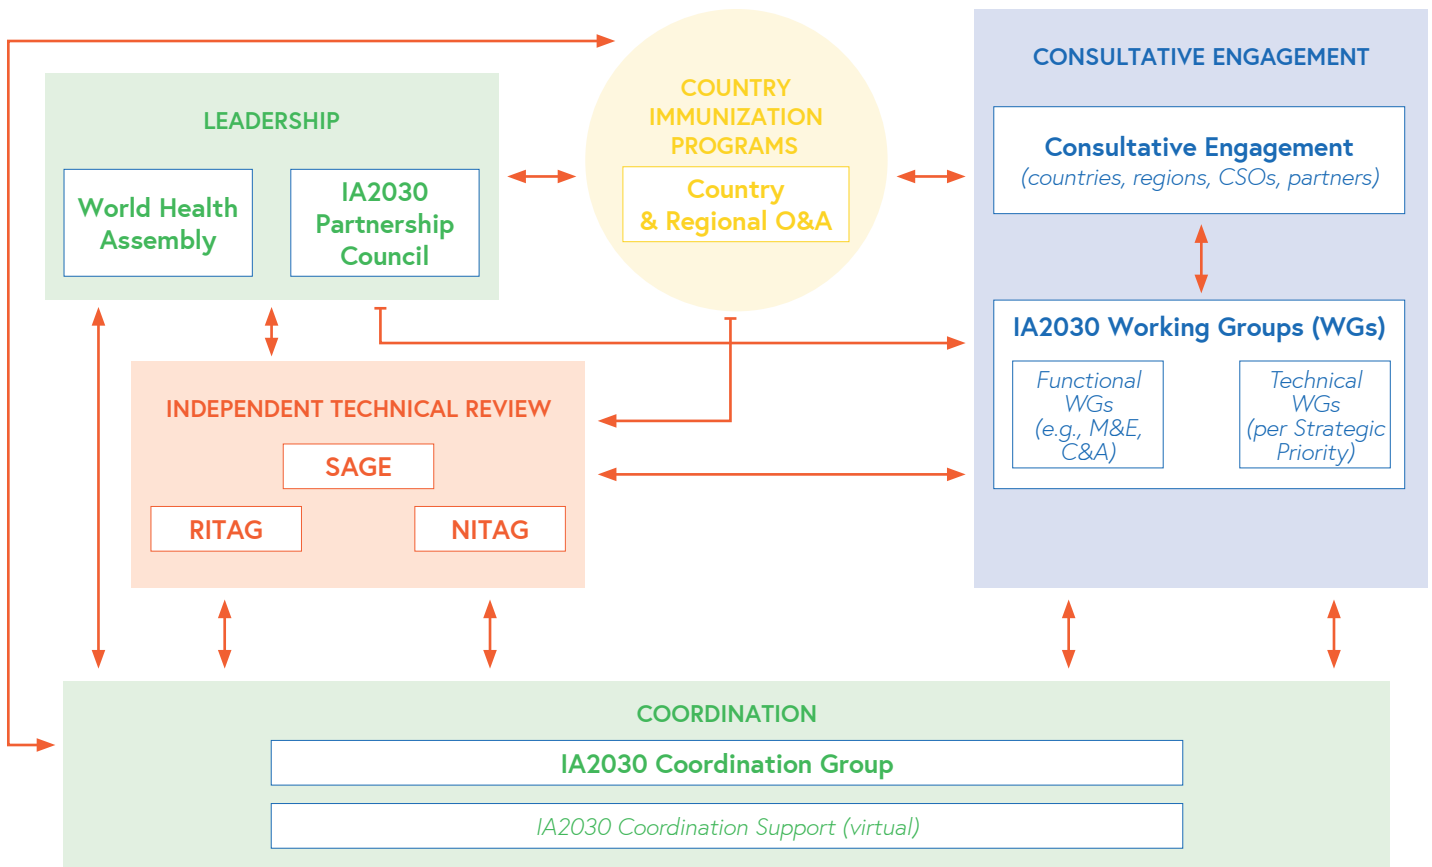 LEADERSHIP
World Health
Assembly
IA2030
Partnership
Council
COUNTRY
IMMUNIZATION
PROGRAMS
Country
& Regional O&A
CONSULTATIVE ENGAGEMENT
Consultative Engagement
(countries, regions, CSOs, partners)
IA2030 Working Groups (WGs)
Functional
WGs
(e.g., M&E,
C&A)
Technical
WGs
(per Strategic
Priority)
INDEPENDENT TECHNICAL REVIEW
SAGE
RITAG
NITAG
COORDINATION
IA2030 Coordination Group
IA2030 Coordination Support (virtual)